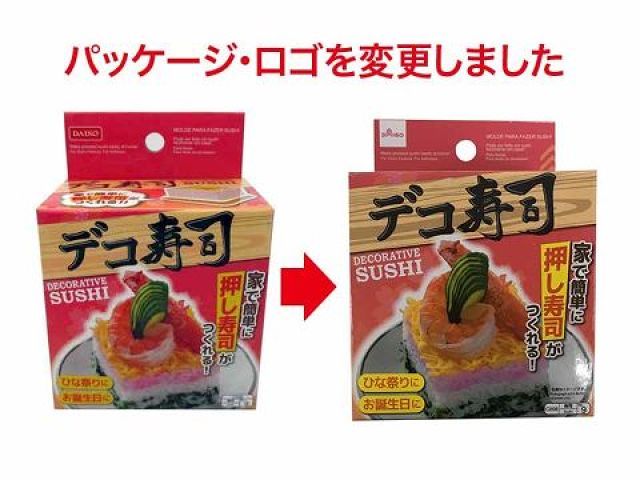 パッケージ・ロゴを変更しました
DAISO
MOLDE PARA FAZER SUSHI
デコ寿司
DECORATIVE
SUSHI
家で簡単に
押し寿司が
つくれる!
ひな祭りに
お誕生日に
DAISO
MOLDE PARA FAZER SUSHI
デコ寿司
DECORATIVE
SUSHI
家で簡単に
押し寿司が
つくれる!
ひな祭りに
お誕生日に